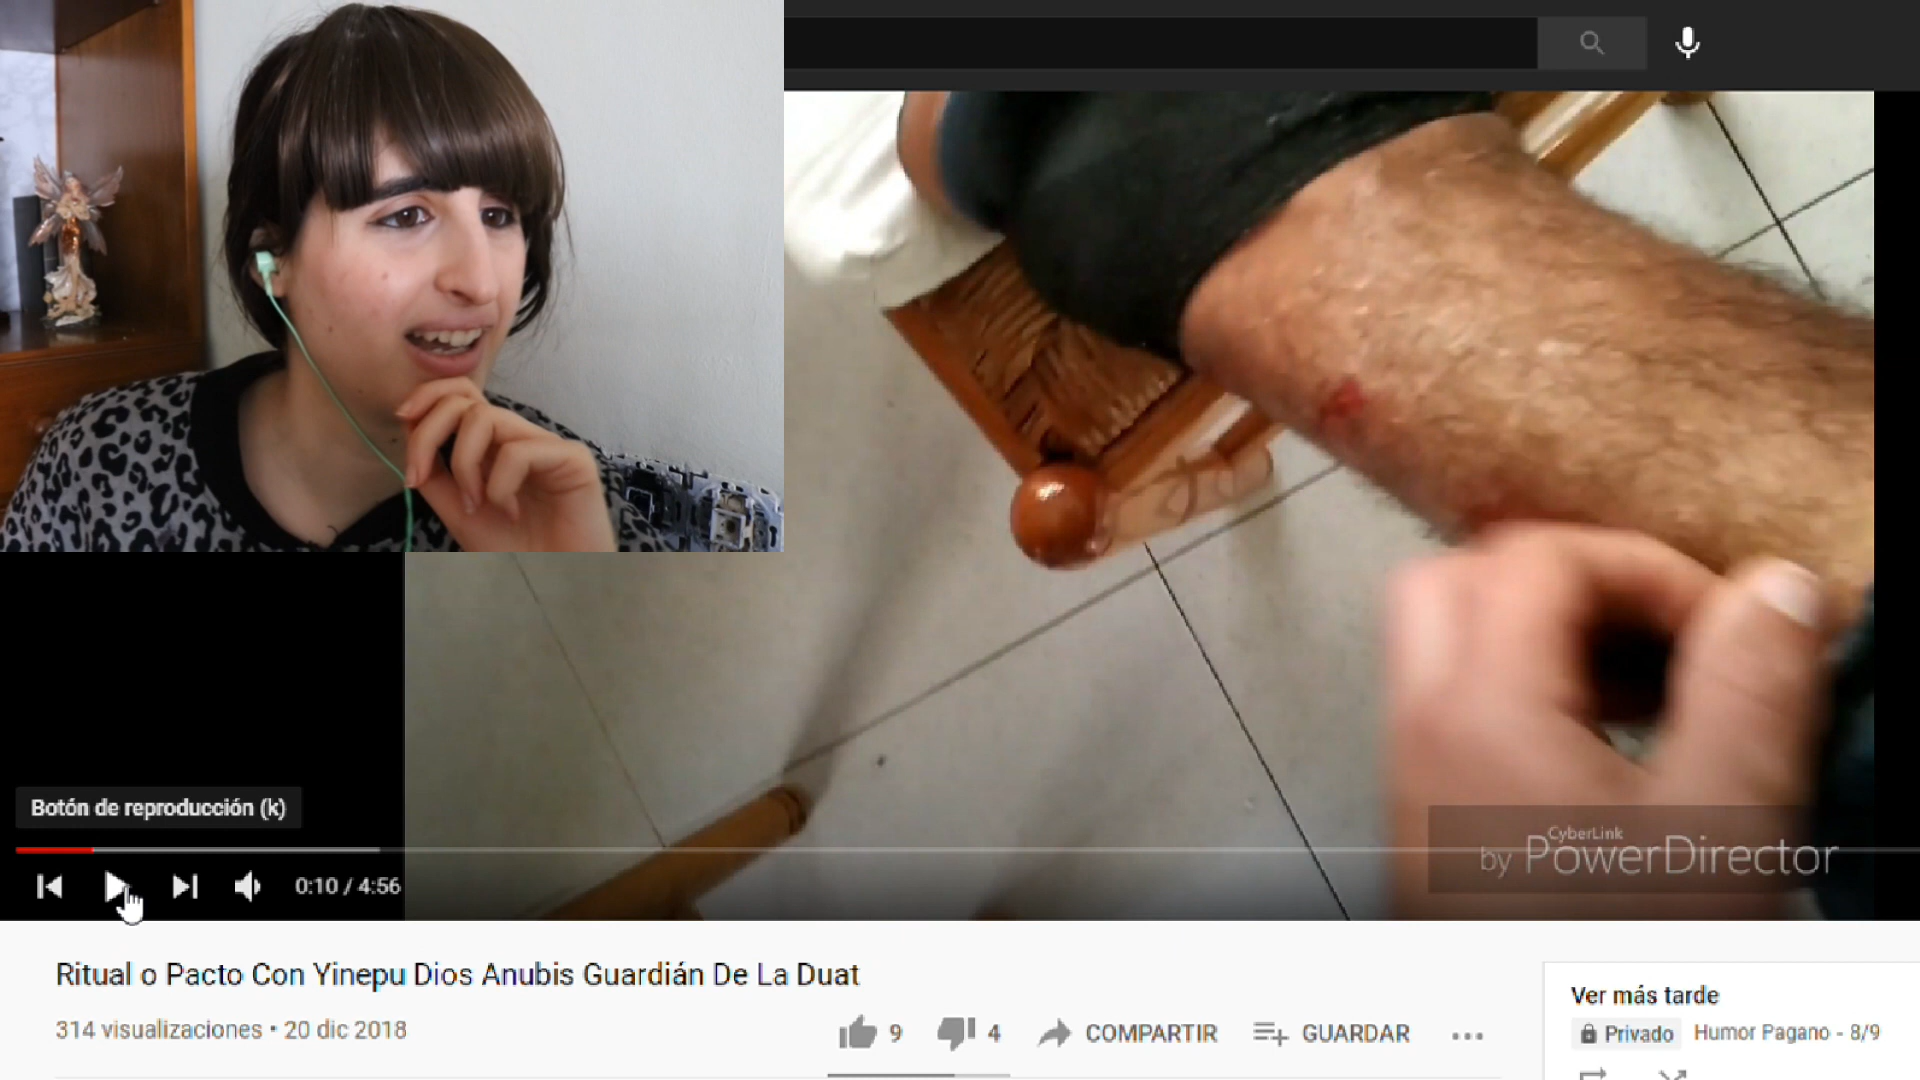 Botón de reproducción (k)
0:10 / 4:56
CyberLink
by PowerDirector
Ritual o Pacto Con Yinepu Dios Anubis Guardián De La Duat
314 visualizaciones • 20 dic 2018
9
4
COMPARTIR
GUARDAR
Ver más tarde
Privado
Humor Pagano - 8/9